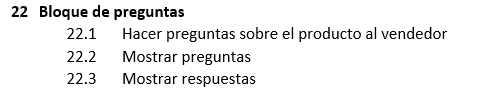 22 Bloque de preguntas
22.1 Hacer preguntas sobre el producto al vendedor
22.2 Mostrar preguntas
22.3 Mostrar respuestas